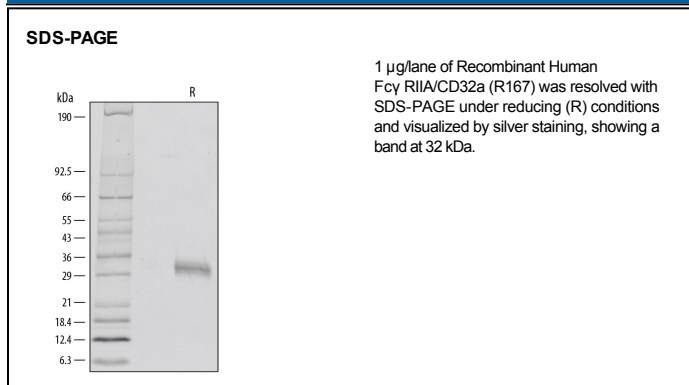 SDS-PAGE
1 µg/lane of Recombinant Human
Fcγ RIIA/CD32a (R167) was resolved with
SDS-PAGE under reducing (R) conditions
and visualized by silver staining, showing a
band at 32 kDa.
kDa
R
190
92.5
66
55
43
36
29
21
18.4
12.4
6.3